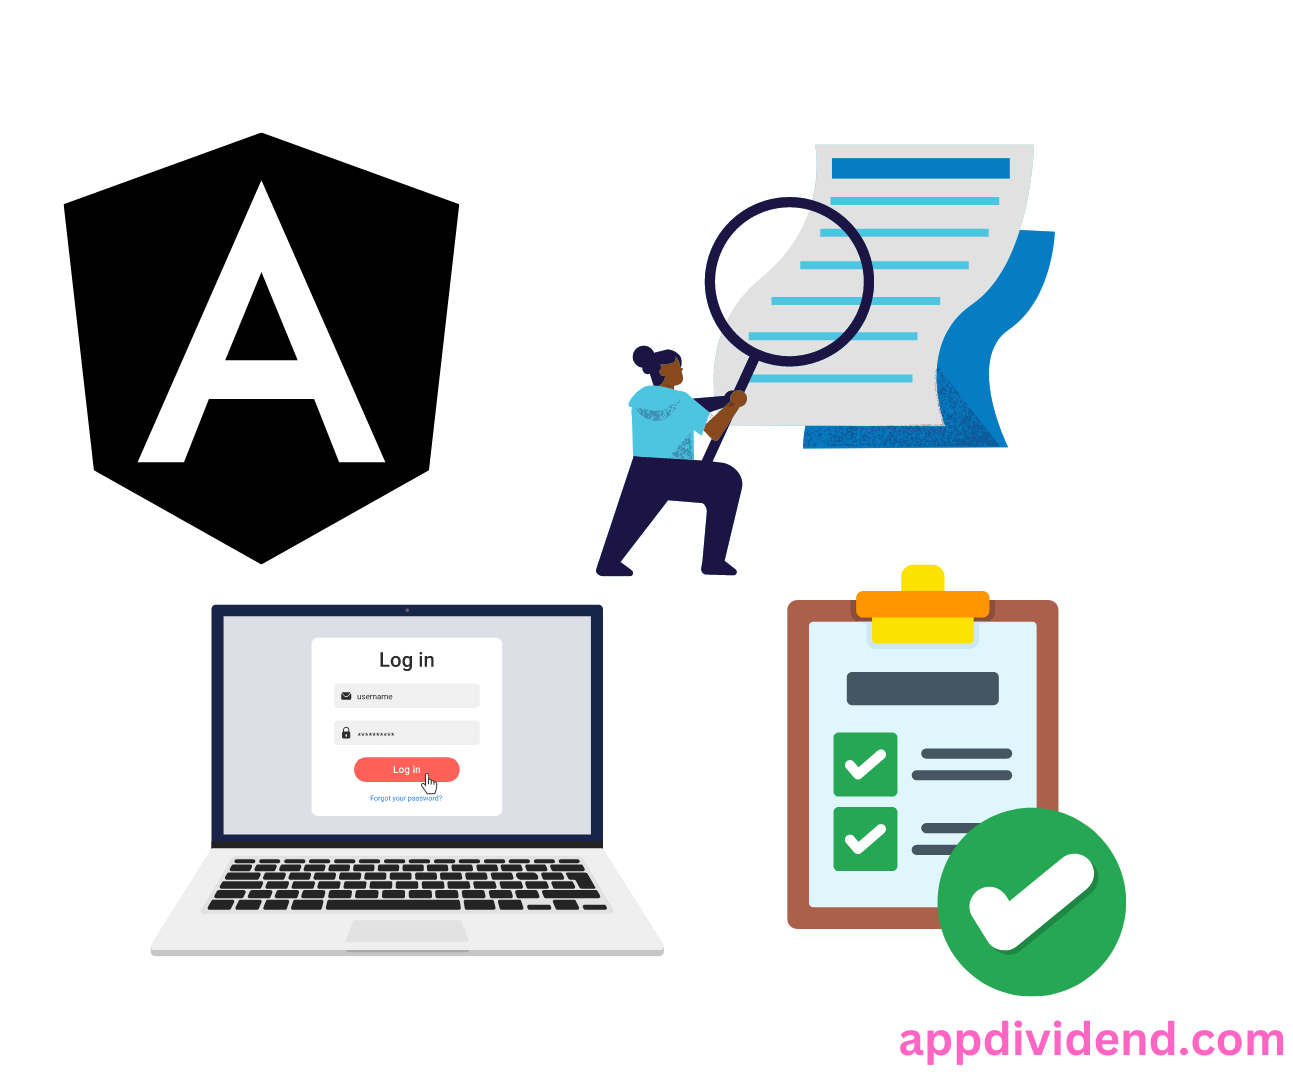 A
Log in
username
**********
Log in
Forgot your password?
appdividend.com